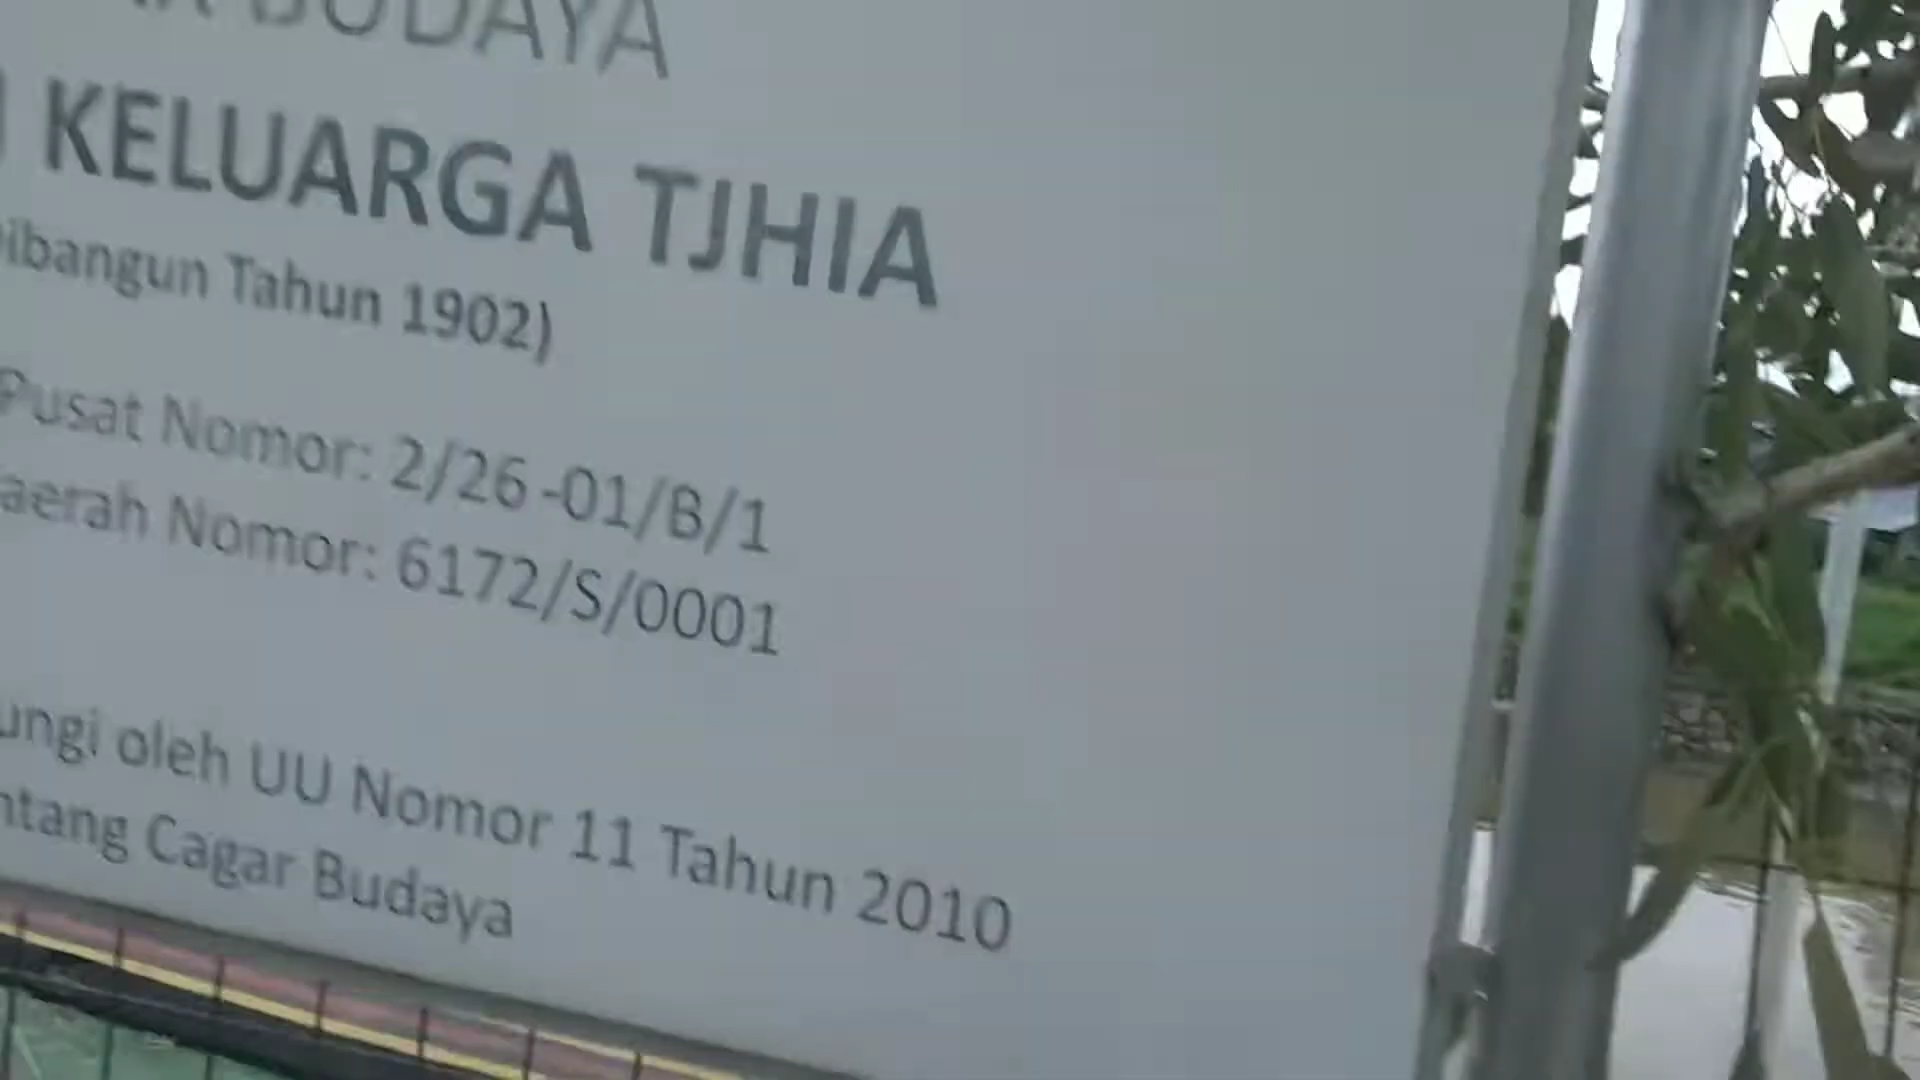 BUDAYA
KELUARGA TJHIA
ibangun Tahun 1902)
Pusat Nomor: 2/26-01/B/1
aerah Nomor: 6172/S/0001
ungi oleh UU Nomor 11 Tahun 2010
ntang Cagar Budaya